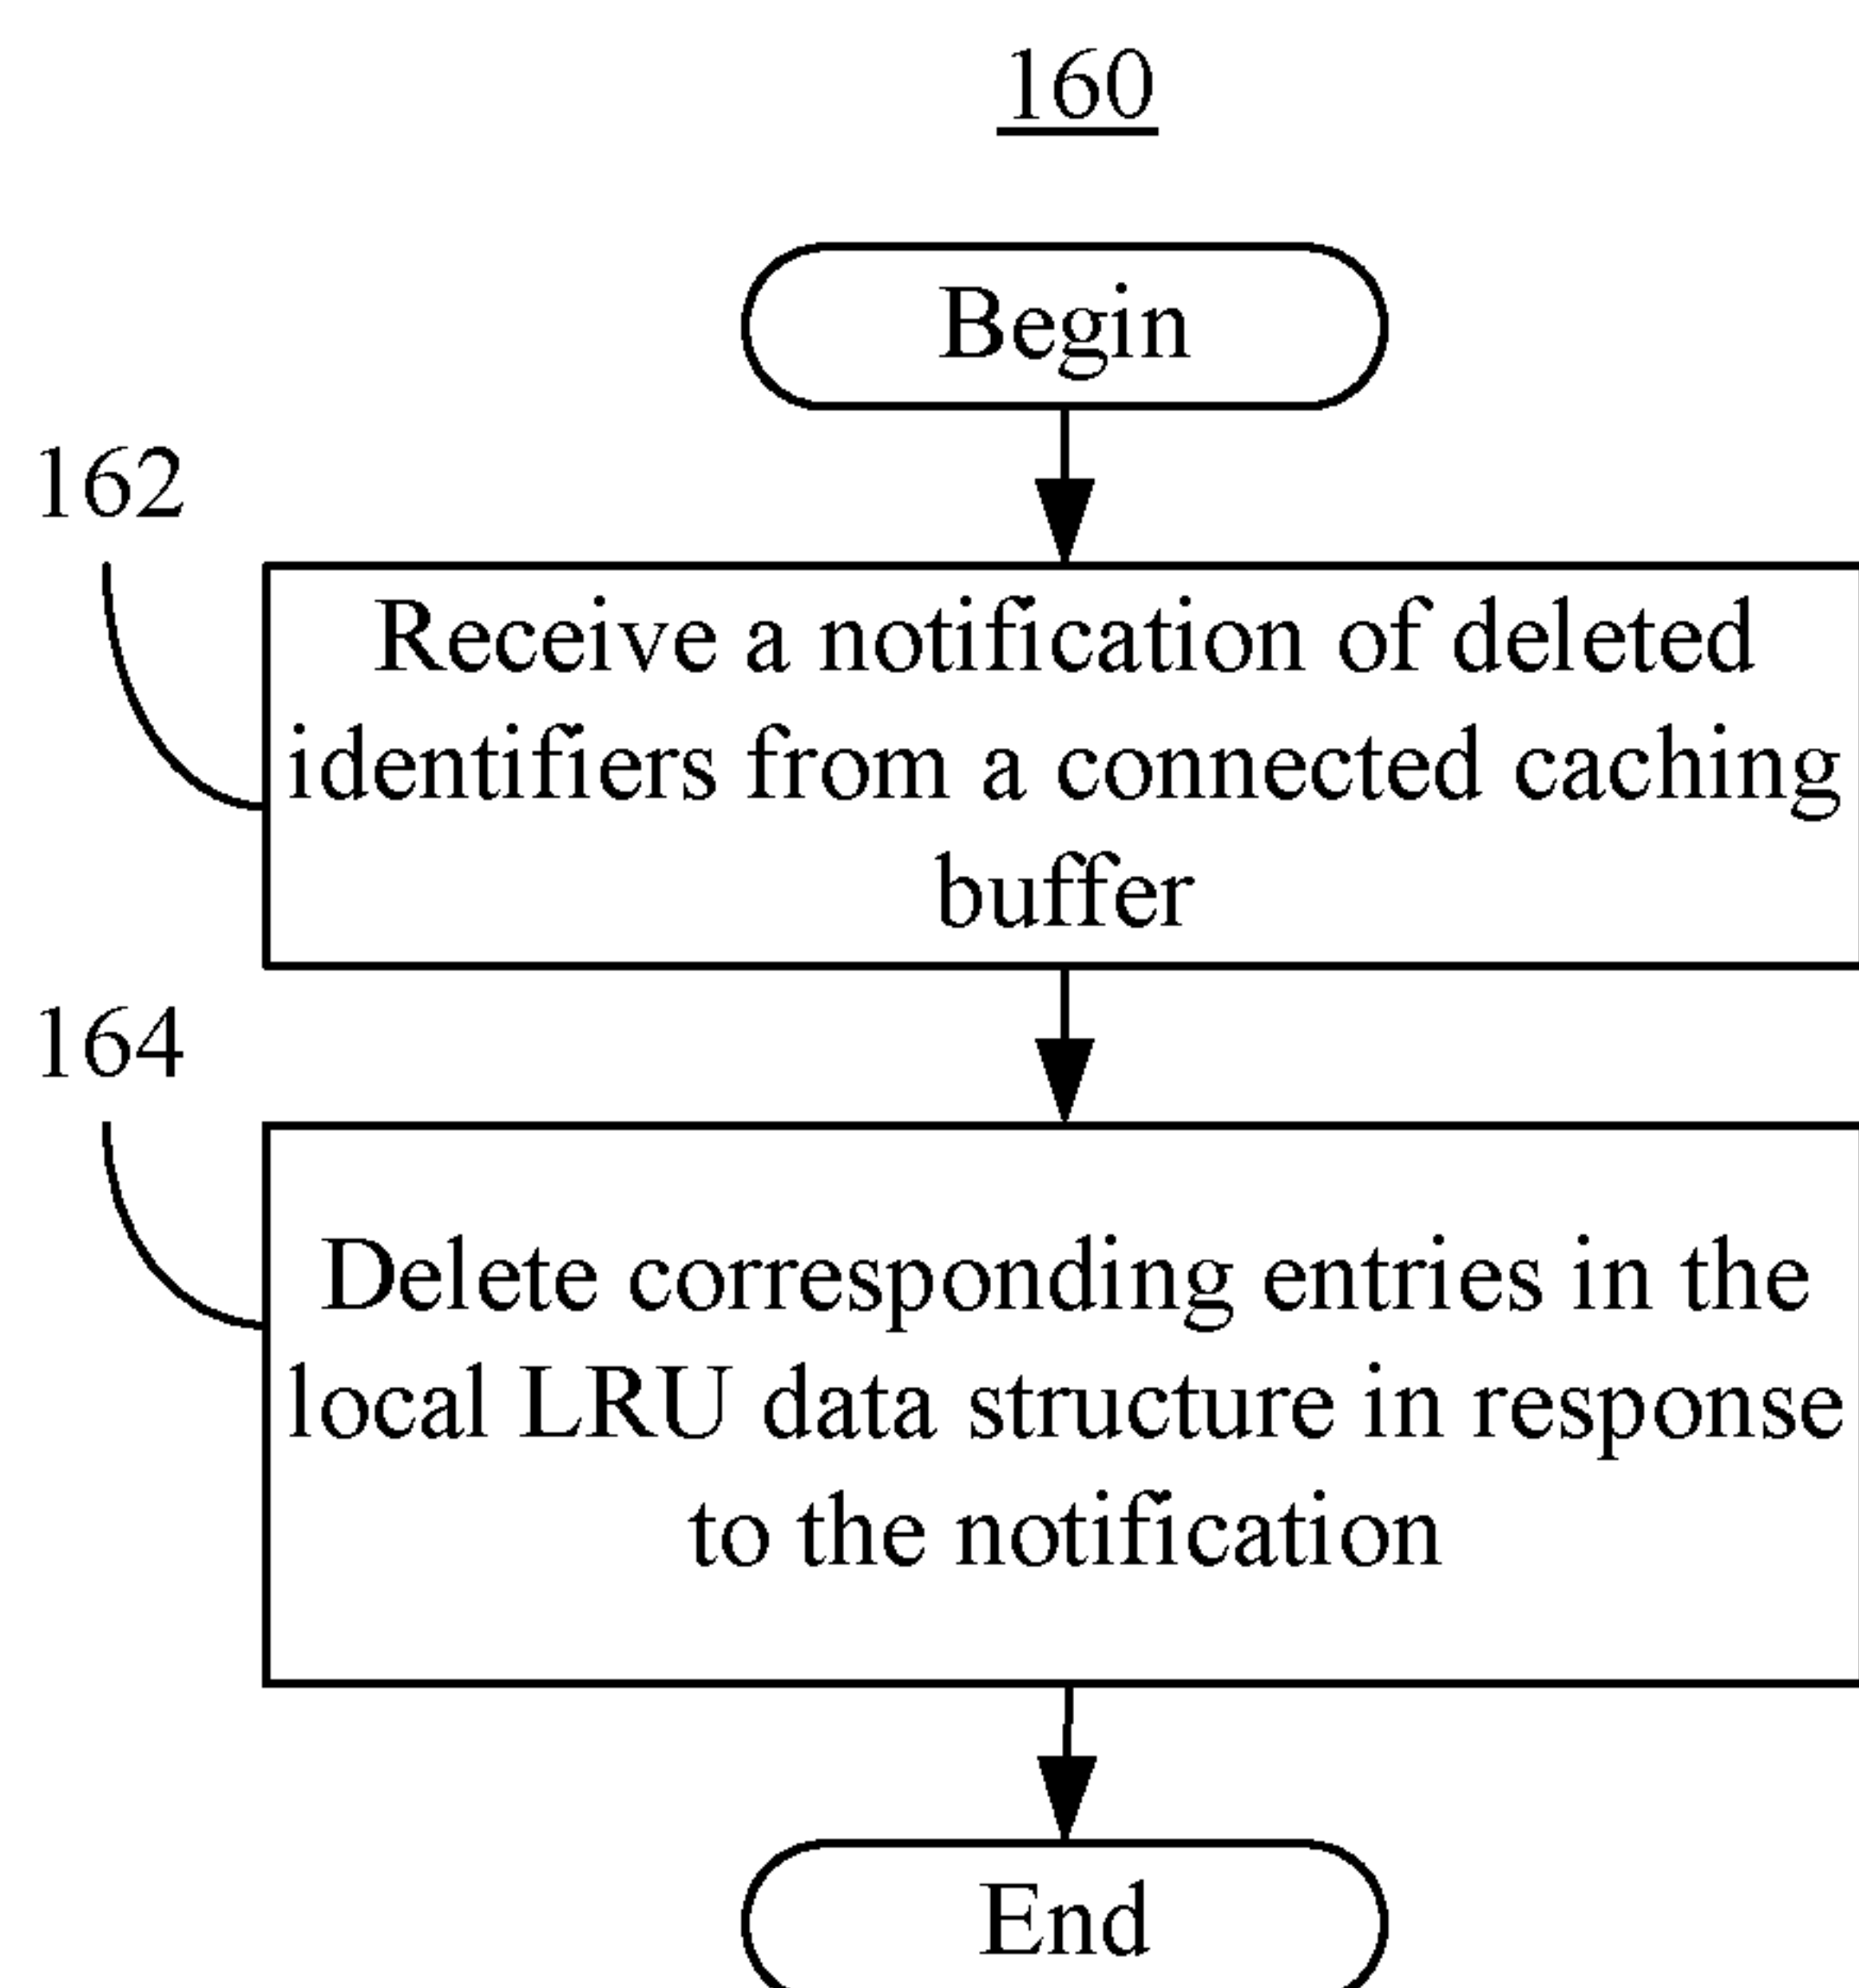 160
Begin
162
Receive a notification of deleted
identifiers from a connected caching
buffer
164
Delete corresponding entries in the
local LRU data structure in response
to the notification
End